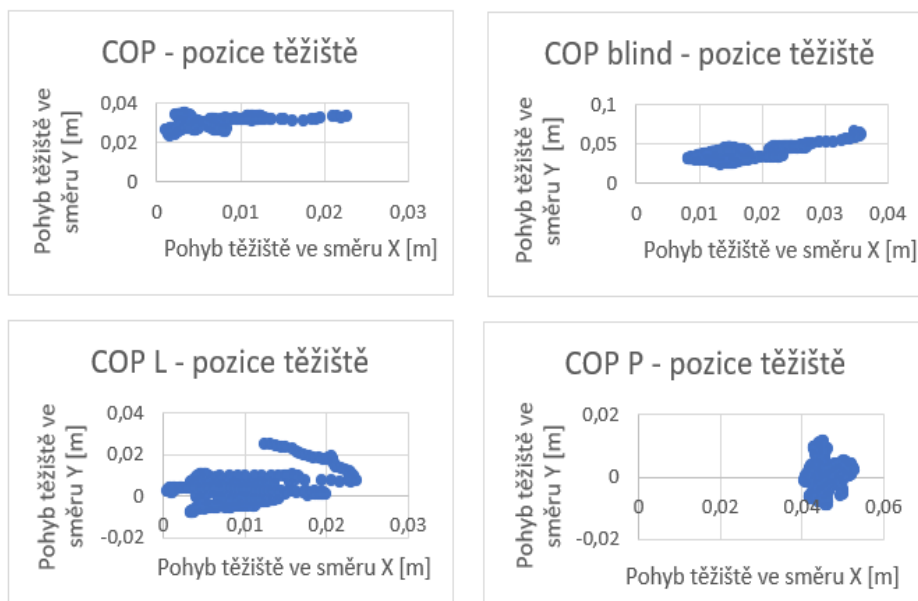 COP - pozice těžiště
Pohyb těžiště ve
směru Y [m]
0,04
0,02
0
0 0,01 0,02 0,03
Pohyb těžiště ve směru X [m]
COP blind - pozice těžiště
Pohyb těžiště ve
směru Y [m]
0,1
0,05
0
0 0,01 0,02 0,03 0,04
Pohyb těžiště ve směru X [m]
COP L - pozice těžiště
Pohyb těžiště ve
směru Y [m]
0,04
0,02
0
-0,02
0 0,01 0,02 0,03
Pohyb těžiště ve směru X [m]
COP P - pozice těžiště
Pohyb těžiště ve
směru Y [m]
0,02
0
-0,02
0 0,02 0,04 0,06
Pohyb těžiště ve směru X [m]